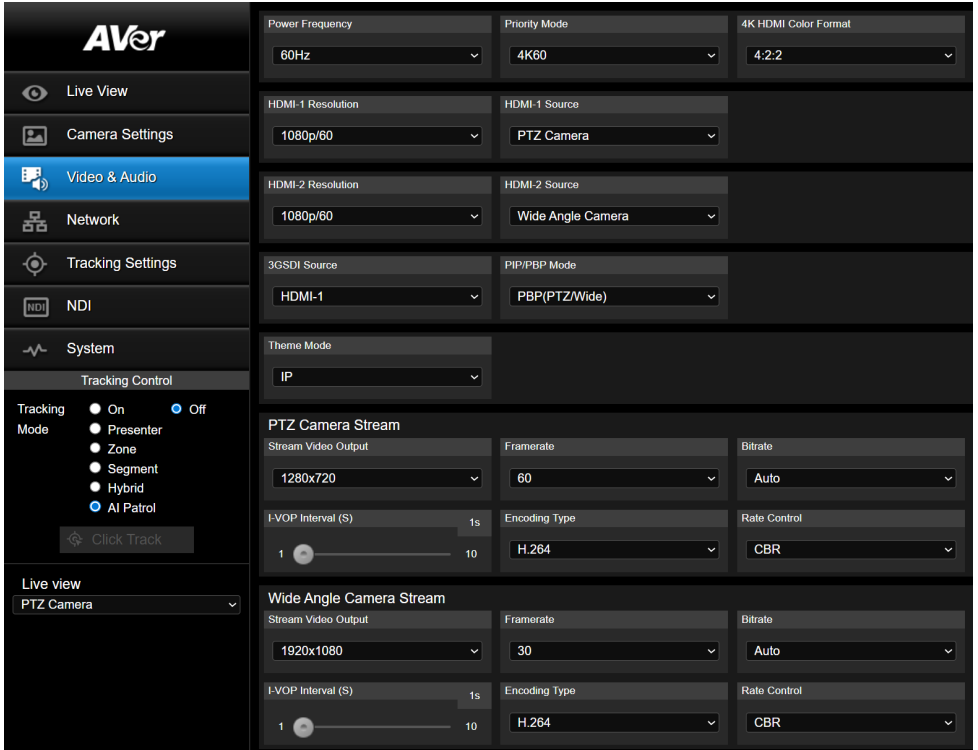 AVer
Live View
Camera Settings
Video & Audio
Network
Tracking Settings
NDI
NDI
System
Tracking Control
Tracking On Off
Mode Presenter
Zone
Segment
Hybrid
AI Patrol
Click Track
Live view
PTZ Camera
Power Frequency Priority Mode 4K HDMI Color Format
60Hz 4K60 4:2:2
HDMI-1 Resolution HDMI-1 Source
1080p/60 PTZ Camera
HDMI-2 Resolution HDMI-2 Source
1080p/60 Wide Angle Camera
3GSDI Source PIP/PBP Mode
HDMI-1 PBP(PTZ/Wide)
Theme Mode
IP
PTZ Camera Stream
Stream Video Output Framerate Bitrate
1280x720 60 Auto
I-VOP Interval (S) 1s Encoding Type Rate Control
1 10 H.264 CBR
Wide Angle Camera Stream
Stream Video Output Framerate Bitrate
1920x1080 30 Auto
I-VOP Interval (S) 1s Encoding Type Rate Control
1 10 H.264 CBR